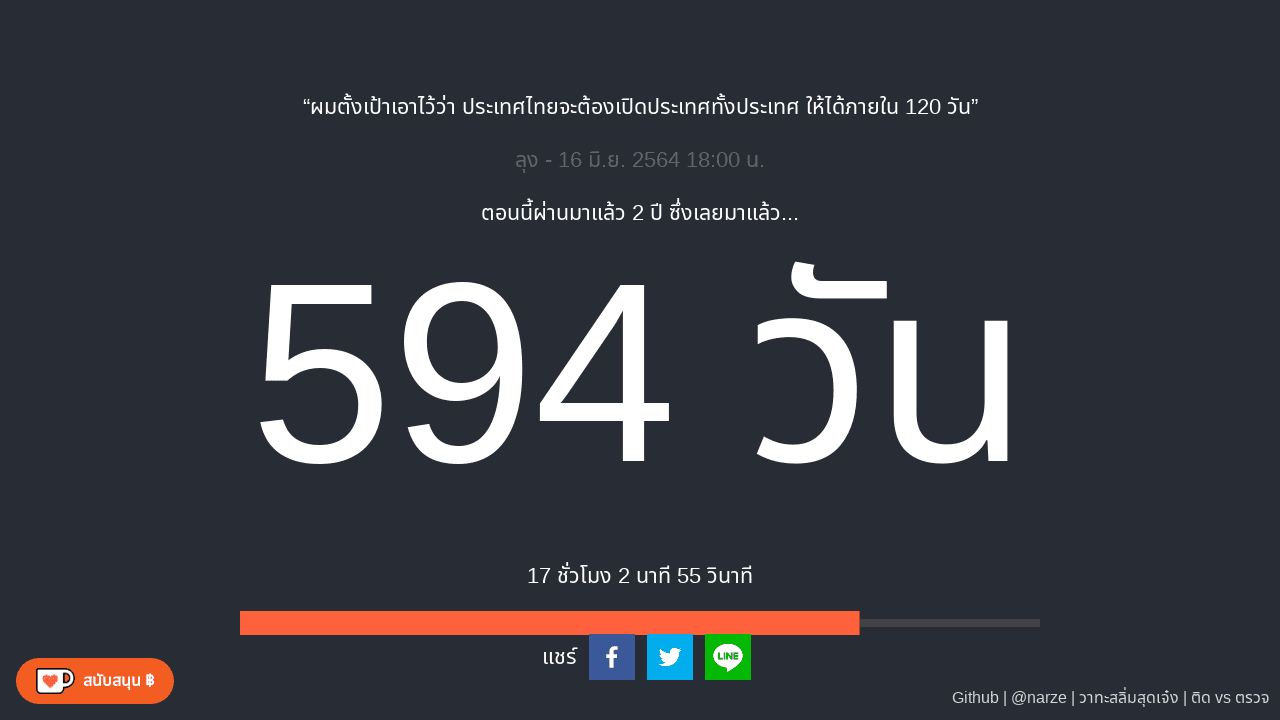 “ผมตั้งเป้าเอาไว้ว่า ประเทศไทยจะต้องเปิดประเทศทั้งประเทศ ให้ได้ภายใน 120 วัน”
ลุง - 16 มิ.ย. 2564 18:00 น.
ตอนนี้ผ่านมาแล้ว 2 ปี ซึ่งเลยมาแล้ว...
594 วัน
17 ชั่วโมง 2 นาที 55 วินาที
แชร์
LINE
สนับสนุน ฿
Github | @narze | วาทะสลิ่มสุดเจ๋ง | ติด vs ตรวจ